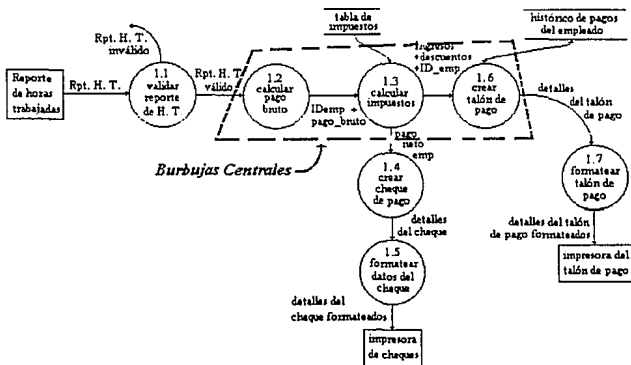 tabla de
impuestos
histórico de pagos
del empleado
Rpt. H. T.
inválido
Ingresos
+descuentos
+ID_emp
Reporte
de horas
trabajadas
Rpt. H. T.
1.1
validar
reporte
de H. T.
Rpt. H. T.
válido
1.2
calcular
pago
bruto
IDemp +
pago_bruto
1.3
calcular
impuestos
1.6
crear
talón de
pago
detalles
del talón
de pago
Burbujas Centrales
pago
neto
emp
1.4
crear
cheque
de pago
1.7
formatear
talón de
pago
detalles
del cheque
detalles del talón
de pago formateados
1.5
formatear
datos del
cheque
impresora del
talón de pago
detalles del
cheque formateados
impresora
de cheques